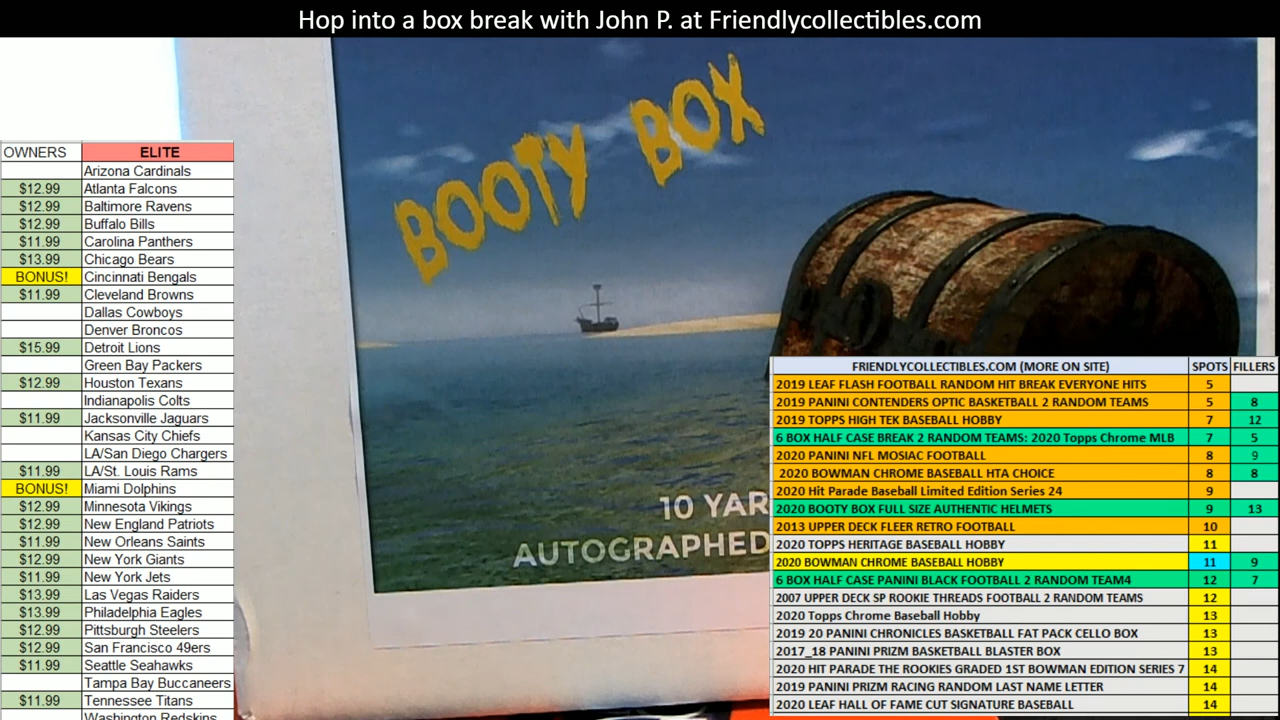 Hop into a box break with John P. at Friendlycollectibles.com
BOOTY BOX
10 YAR
AUTOGRAPHED
OWNERS ELITE
Arizona Cardinals
$12.99 Atlanta Falcons
$12.99 Baltimore Ravens
$12.99 Buffalo Bills
$11.99 Carolina Panthers
$13.99 Chicago Bears
BONUS! Cincinnati Bengals
$11.99 Cleveland Browns
Dallas Cowboys
Denver Broncos
$15.99 Detroit Lions
Green Bay Packers
$12.99 Houston Texans
Indianapolis Colts
$11.99 Jacksonville Jaguars
Kansas City Chiefs
LA/San Diego Chargers
$11.99 LA/St. Louis Rams
BONUS! Miami Dolphins
$12.99 Minnesota Vikings
$12.99 New England Patriots
$11.99 New Orleans Saints
$12.99 New York Giants
$11.99 New York Jets
$13.99 Las Vegas Raiders
$13.99 Philadelphia Eagles
$12.99 Pittsburgh Steelers
$12.99 San Francisco 49ers
$11.99 Seattle Seahawks
Tampa Bay Buccaneers
$11.99 Tennessee Titans
Washington Redskins
FRIENDLYCOLLECTIBLES.COM (MORE ON SITE) SPOTS FILLERS
2019 LEAF FLASH FOOTBALL RANDOM HIT BREAK EVERYONE HITS 5
2019 PANINI CONTENDERS OPTIC BASKETBALL 2 RANDOM TEAMS 5 8
2019 TOPPS HIGH TEK BASEBALL HOBBY 7 12
6 BOX HALF CASE BREAK 2 RANDOM TEAMS: 2020 Topps Chrome MLB 7 5
2020 PANINI NFL MOSIAC FOOTBALL 8 9
2020 BOWMAN CHROME BASEBALL HTA CHOICE 8 8
2020 Hit Parade Baseball Limited Edition Series 24 9
2020 BOOTY BOX FULL SIZE AUTHENTIC HELMETS 9 13
2013 UPPER DECK FLEER RETRO FOOTBALL 10
2020 TOPPS HERITAGE BASEBALL HOBBY 11
2020 BOWMAN CHROME BASEBALL HOBBY 11 9
6 BOX HALF CASE PANINI BLACK FOOTBALL 2 RANDOM TEAM4 12 7
2007 UPPER DECK SP ROOKIE THREADS FOOTBALL 2 RANDOM TEAMS 12
2020 Topps Chrome Baseball Hobby 13
2019 20 PANINI CHRONICLES BASKETBALL FAT PACK CELLO BOX 13
2017_18 PANINI PRIZM BASKETBALL BLASTER BOX 13
2020 HIT PARADE THE ROOKIES GRADED 1ST BOWMAN EDITION SERIES 7 14
2019 PANINI PRIZM RACING RANDOM LAST NAME LETTER 14
2020 LEAF HALL OF FAME CUT SIGNATURE BASEBALL 14